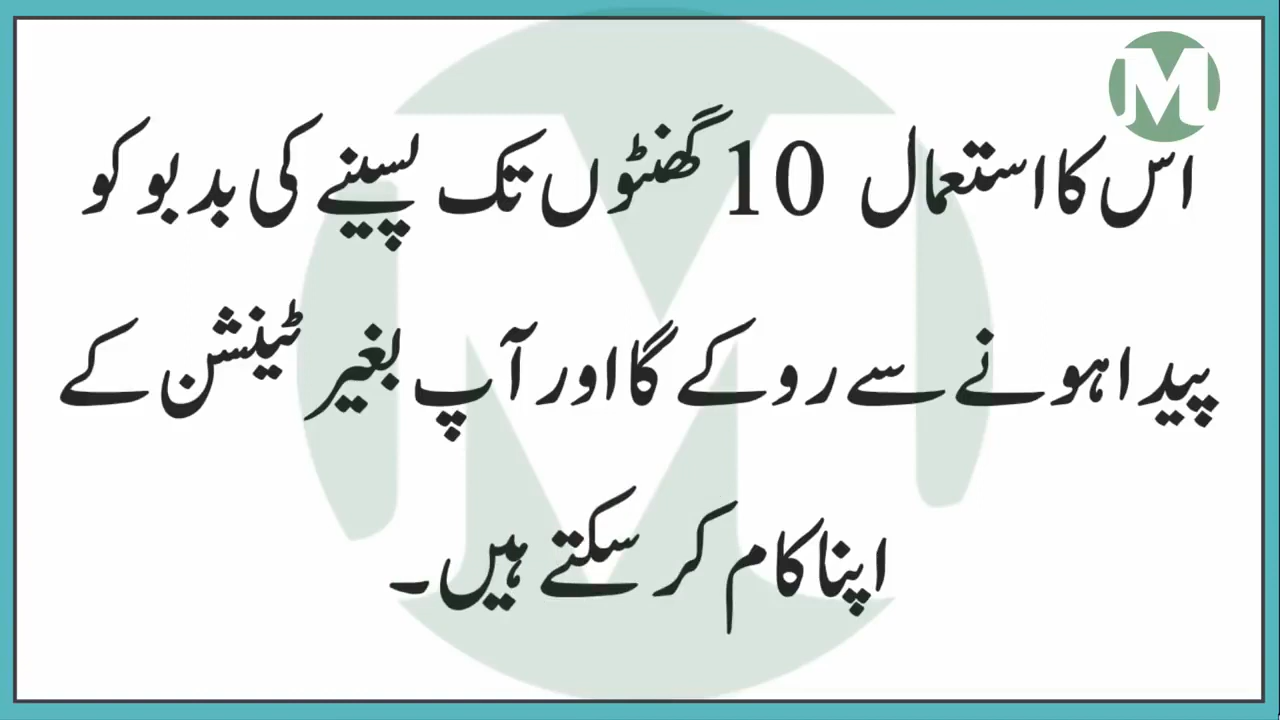 M
اس کا استعمال 10 گھنٹوں تک پسینے کی بدبو کو
پیدا ہونے سے روکے گا اور آپ بغیر ٹینشن کے
اپنا کام کر سکتے ہیں۔